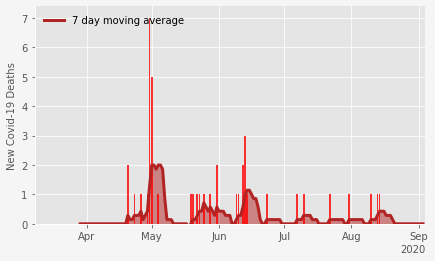 7 day moving average
New Covid-19 Deaths
7
6
5
4
3
2
1
0
Apr
May
Jun
Jul
Aug
Sep
2020